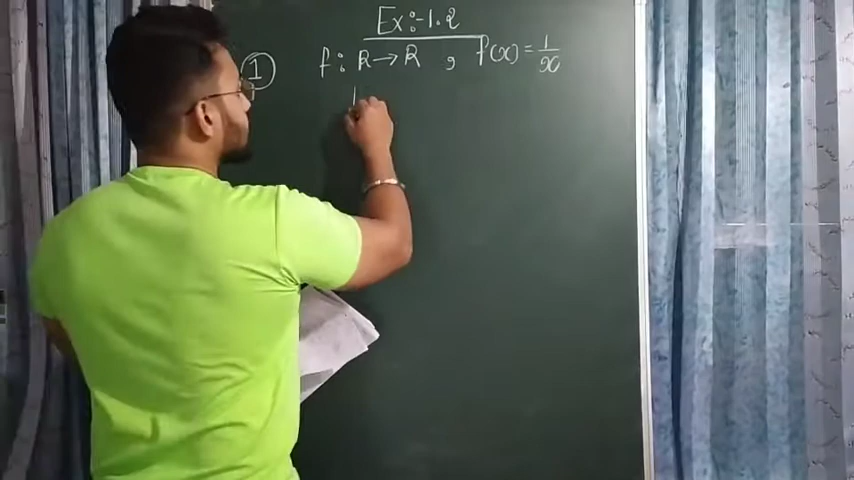 Ex:-1.2
① f: R→R , f(x) = 1/x